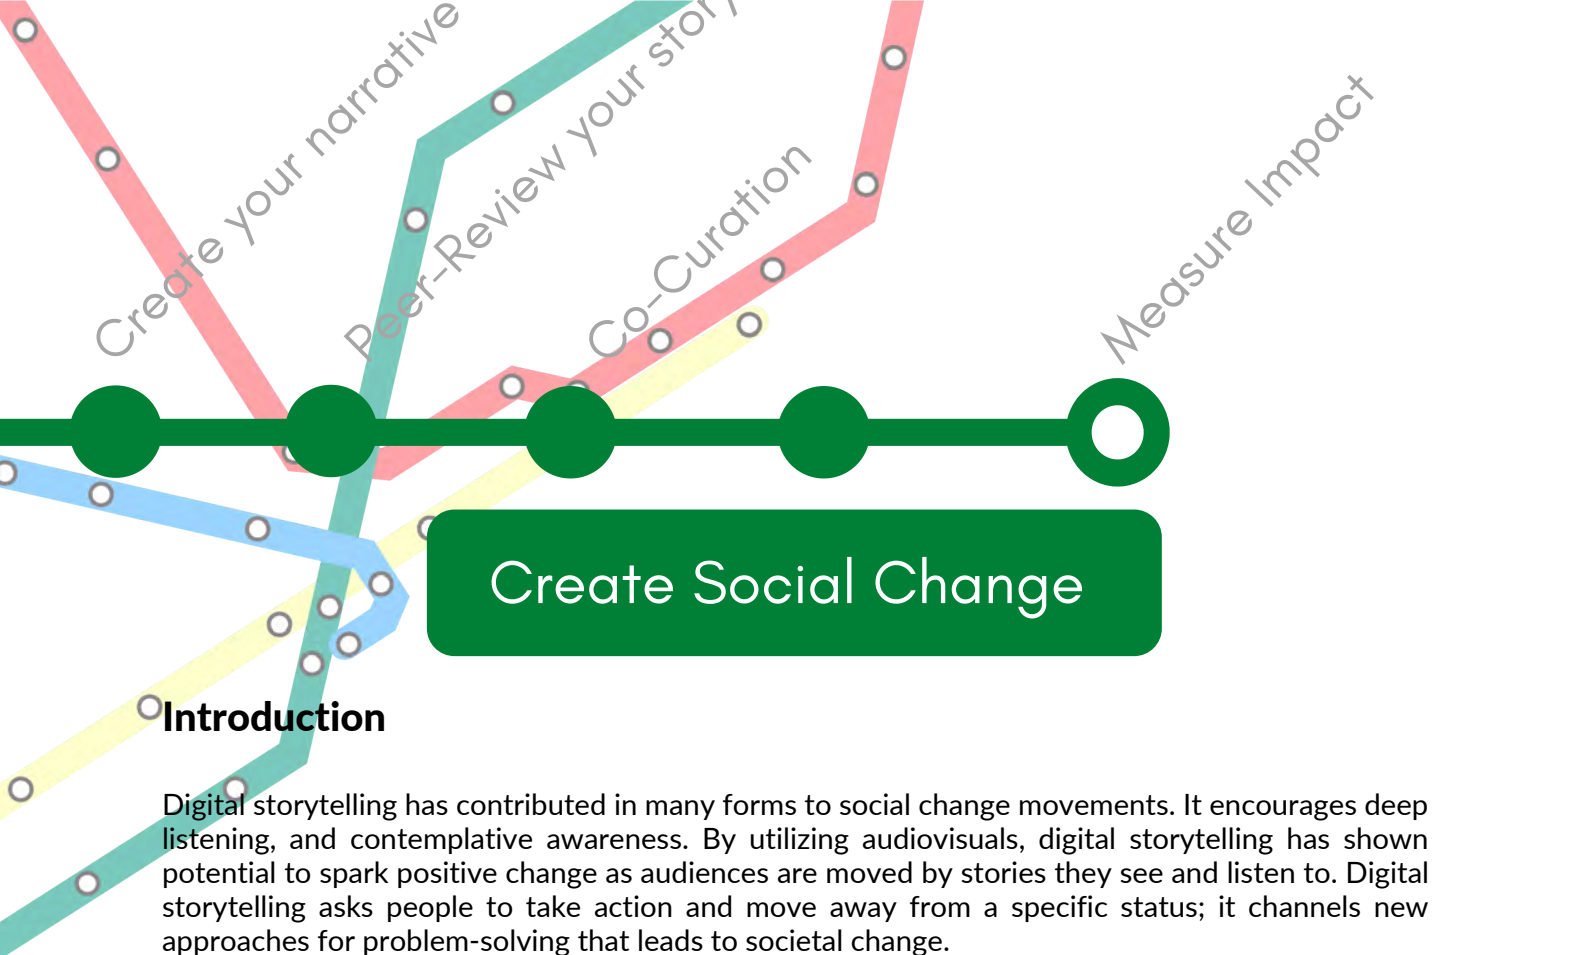 Create your narrative
Peer-Review your story
Co-Curation
Measure Impact
Create Social Change
Introduction
Digital storytelling has contributed in many forms to social change movements. It encourages deep
listening, and contemplative awareness. By utilizing audiovisuals, digital storytelling has shown
potential to spark positive change as audiences are moved by stories they see and listen to. Digital
storytelling asks people to take action and move away from a specific status; it channels new
approaches for problem-solving that leads to societal change.